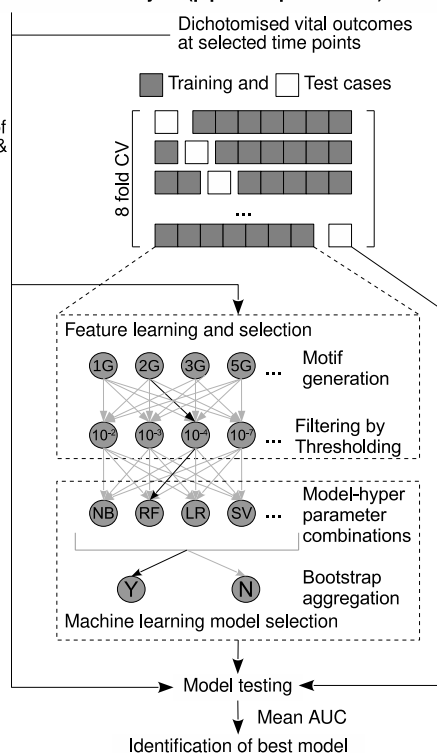 Dichotomised vital outcomes
at selected time points
Training and Test cases
of
&
8 fold CV
...
Feature learning and selection
1G 2G 3G 5G ... Motif
generation
10⁻² 10⁻³ 10⁻⁴ 10⁻⁷ ... Filtering by
Thresholding
NB RF LR SV ... Model-hyper
parameter
combinations
Y N Bootstrap
aggregation
Machine learning model selection
Model testing
Mean AUC
Identification of best model